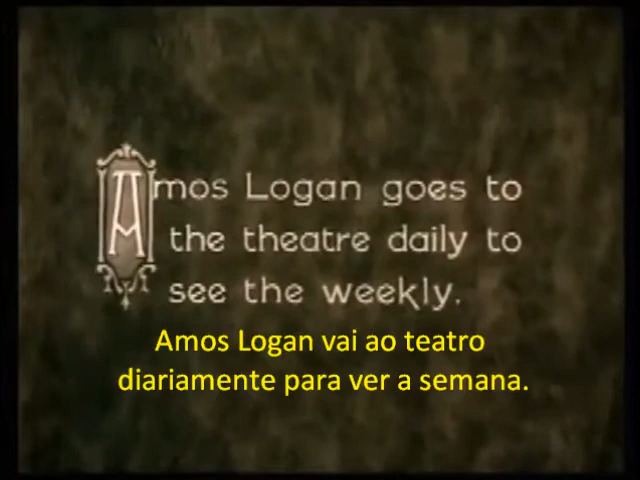 Amos Logan goes to
the theatre daily to
see the weekly.
Amos Logan vai ao teatro
diariamente para ver a semana.